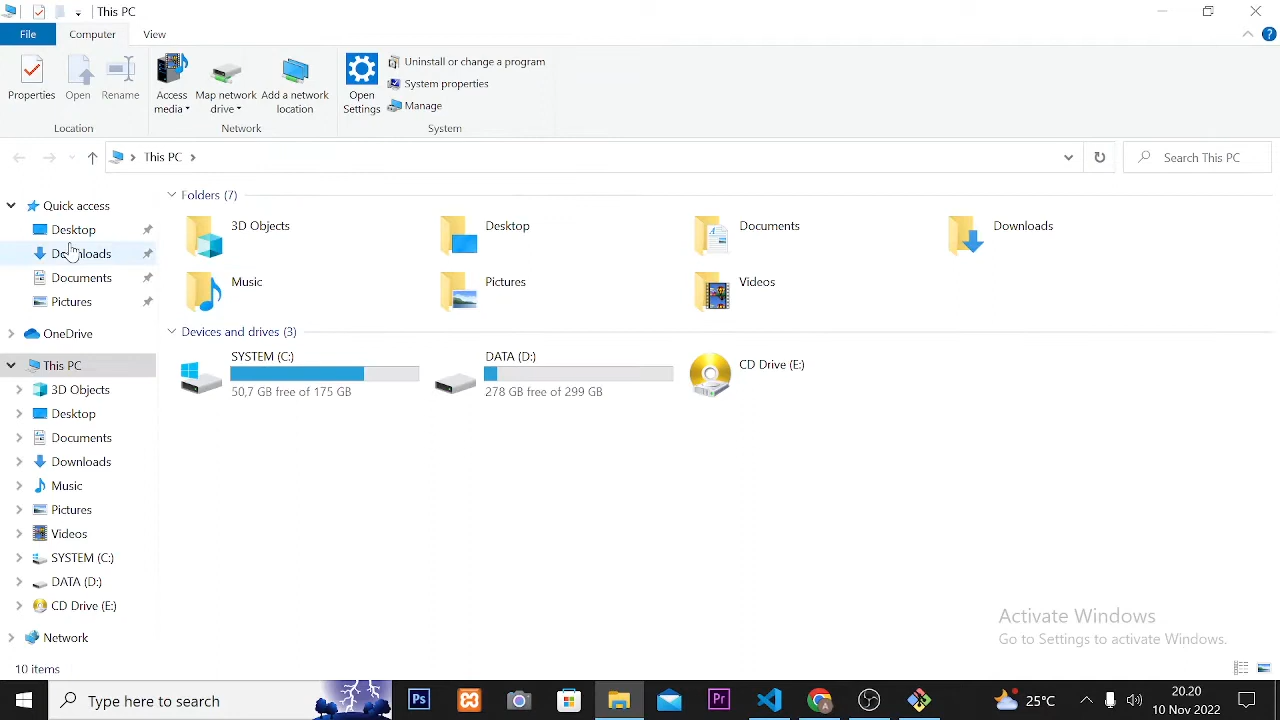 This PC
File
Computer
View
Properties
Open
Rename
Access media
Map network drive
Add a network location
Open Settings
Uninstall or change a program
System properties
Manage
Location
Network
System
This PC
Search This PC
Quick access
Desktop
Downloads
Documents
Pictures
OneDrive
This PC
3D Objects
Desktop
Documents
Downloads
Music
Pictures
Videos
SYSTEM (C:)
DATA (D:)
CD Drive (E:)
Network
Folders (7)
3D Objects
Desktop
Documents
Downloads
Music
Pictures
Videos
Devices and drives (3)
SYSTEM (C:)
50,7 GB free of 175 GB
DATA (D:)
278 GB free of 299 GB
CD Drive (E:)
Activate Windows
Go to Settings to activate Windows.
10 items
Type here to search
Ps
Pr
25°C
20.20
10 Nov 2022